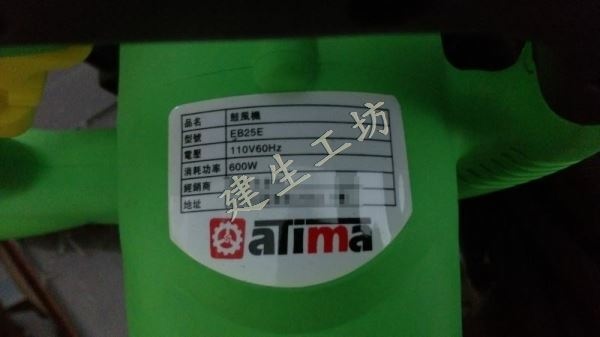 品名 鼓風機
型號 EB25E
電壓 110V60Hz
消耗功率 600W
經銷商
地址
aTima
建生工坊